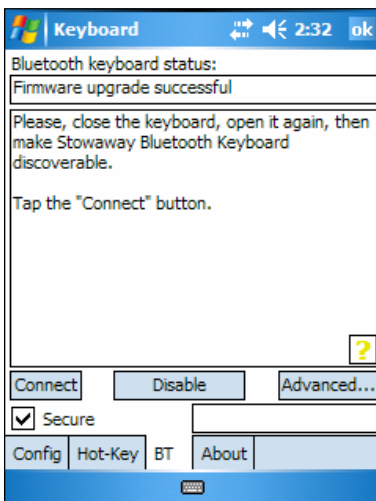 Keyboard 2:32 ok
Bluetooth keyboard status:
Firmware upgrade successful
Please, close the keyboard, open it again, then
make Stowaway Bluetooth Keyboard
discoverable.
Tap the "Connect" button.
?
Connect Disable Advanced...
Secure
Config Hot-Key BT About